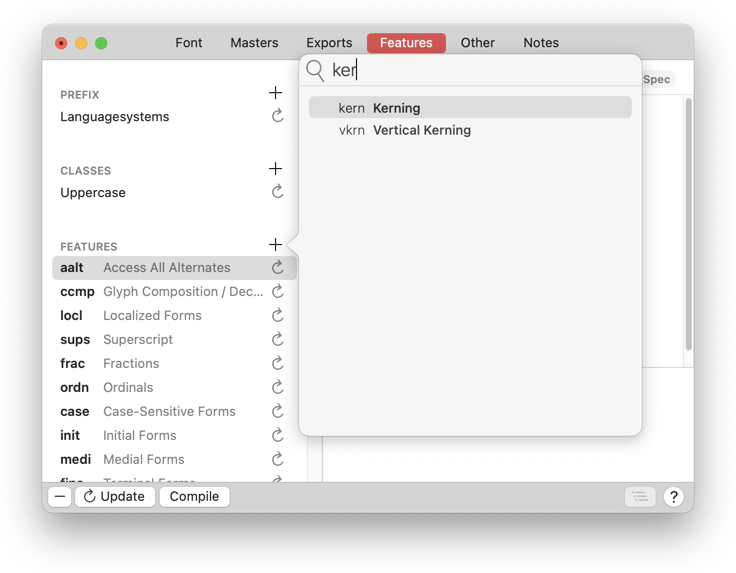 Font Masters Exports Features Other Notes
ker
Spec
kern Kerning
vkrn Vertical Kerning
PREFIX
Languagesystems
CLASSES
Uppercase
FEATURES
aalt Access All Alternates
ccmp Glyph Composition / Dec...
locl Localized Forms
sups Superscript
frac Fractions
ordn Ordinals
case Case-Sensitive Forms
init Initial Forms
medi Medial Forms
Update Compile ?